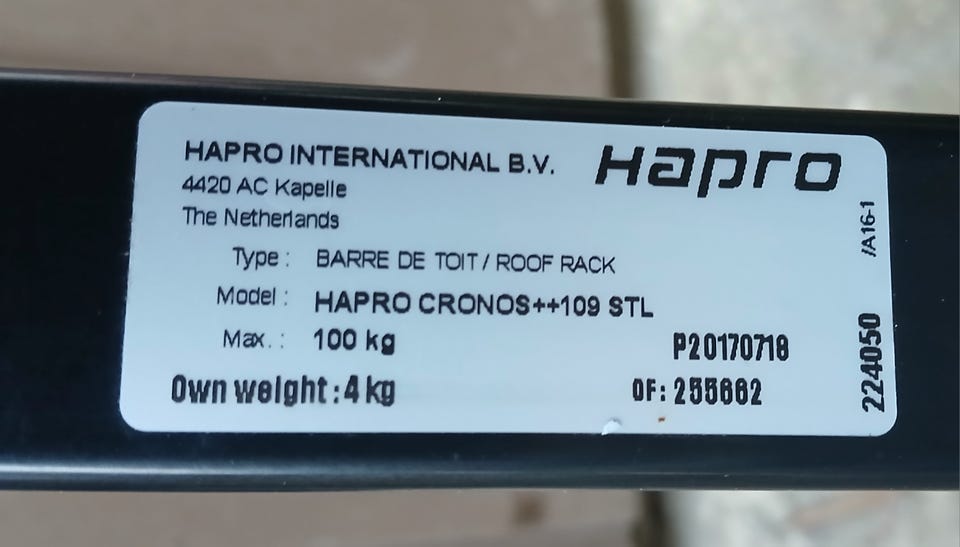 HAPRO INTERNATIONAL B.V.
Hapro
4420 AC Kapelle
The Netherlands
Type : BARRE DE TOIT / ROOF RACK
Model : HAPRO CRONOS++109 STL
Max. : 100 kg
P20170718
Own weight : 4 kg
OF: 255662
224050
/A16-1